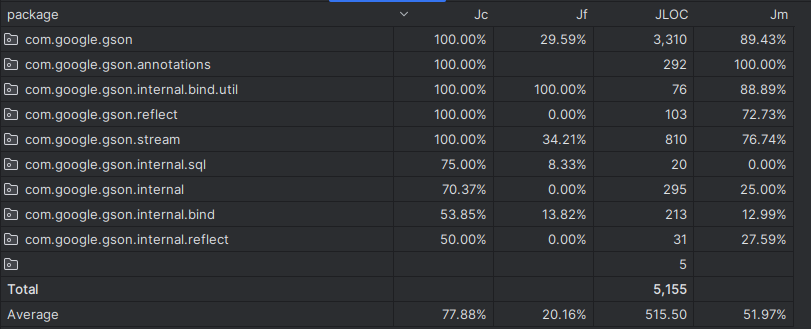 package Jc Jf JLOC Jm
com.google.gson 100.00% 29.59% 3,310 89.43%
com.google.gson.annotations 100.00% 292 100.00%
com.google.gson.internal.bind.util 100.00% 100.00% 76 88.89%
com.google.gson.reflect 100.00% 0.00% 103 72.73%
com.google.gson.stream 100.00% 34.21% 810 76.74%
com.google.gson.internal.sql 75.00% 8.33% 20 0.00%
com.google.gson.internal 70.37% 0.00% 295 25.00%
com.google.gson.internal.bind 53.85% 13.82% 213 12.99%
com.google.gson.internal.reflect 50.00% 0.00% 31 27.59%
5
Total 5,155
Average 77.88% 20.16% 515.50 51.97%